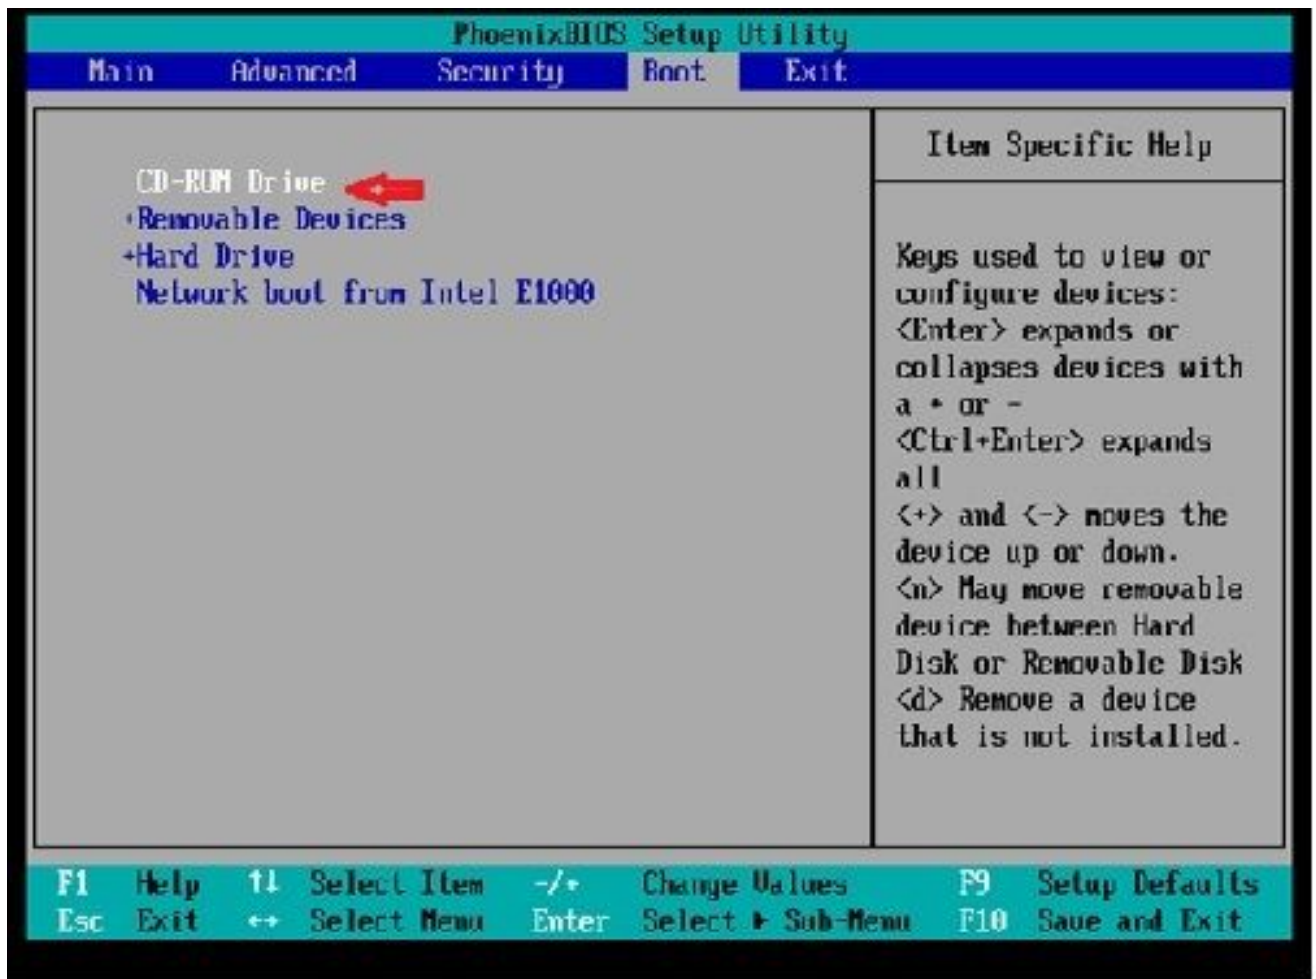 PhoenixBIOS Setup Utility
Main Advanced Security Boot Exit
CD-ROM Drive
+Removable Devices
+Hard Drive
Network boot from Intel E1000
Item Specific Help
Keys used to view or
configure devices:
<Enter> expands or
collapses devices with
a + or -
<Ctrl+Enter> expands
all
<+> and <-> moves the
device up or down.
<n> May move removable
device between Hard
Disk or Removable Disk
<d> Remove a device
that is not installed.
F1 Help ↑↓ Select Item -/+ Change Values F9 Setup Defaults
Esc Exit ↔ Select Menu Enter Select ▶ Sub-Menu F10 Save and Exit